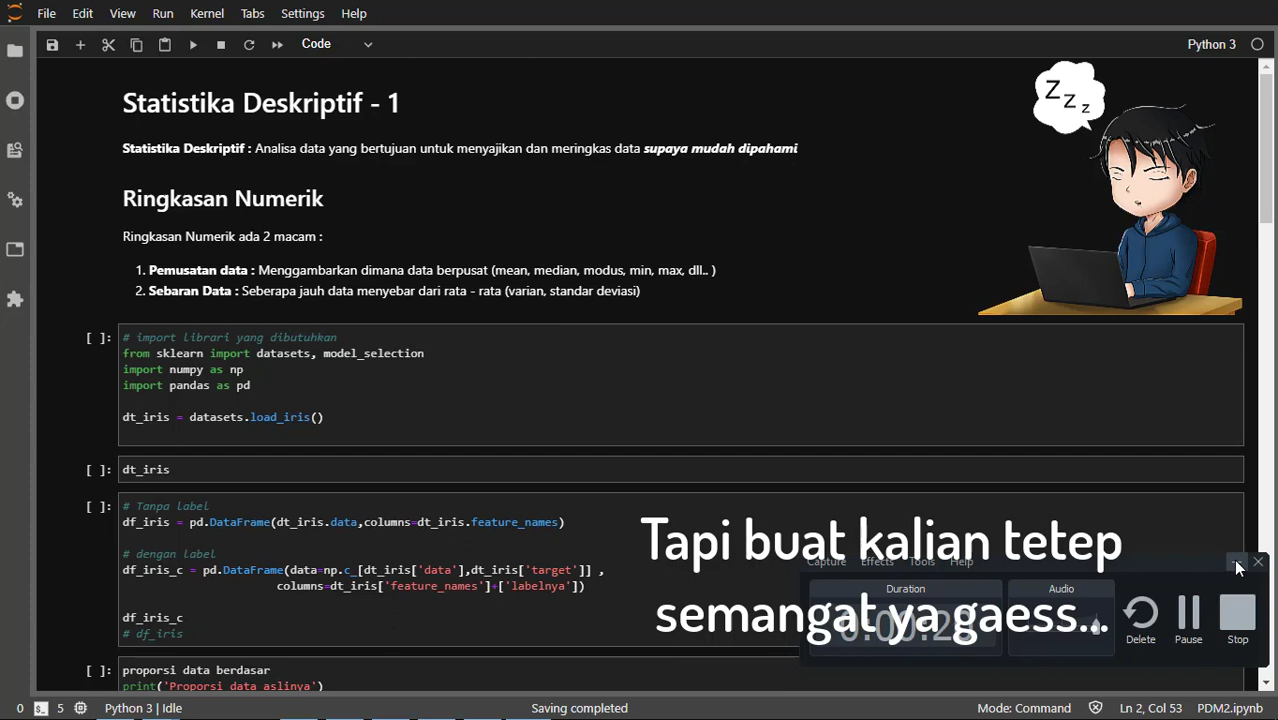 File Edit View Run Kernel Tabs Settings Help
Code
Python 3
Statistika Deskriptif - 1
Statistika Deskriptif : Analisa data yang bertujuan untuk menyajikan dan meringkas data supaya mudah dipahami
Z Z Z
Ringkasan Numerik
Ringkasan Numerik ada 2 macam :
1. Pemusatan data : Menggambarkan dimana data berpusat (mean, median, modus, min, max, dll.. )
2. Sebaran Data : Seberapa jauh data menyebar dari rata - rata (varian, standar deviasi)
[ ]: # import librari yang dibutuhkan
from sklearn import datasets, model_selection
import numpy as np
import pandas as pd
dt_iris = datasets.load_iris()
[ ]: dt_iris
[ ]: # Tanpa label
df_iris = pd.DataFrame(dt_iris.data,columns=dt_iris.feature_names)
# dengan label
df_iris_c = pd.DataFrame(data=np.c_[dt_iris['data'],dt_iris['target']] ,
columns=dt_iris['feature_names']+['labelnya'])
df_iris_c
# df_iris
[ ]: proporsi data berdasar
print('Proporsi data aslinya')
Tapi buat kalian tetep
semangat ya gaess...
Capture Effects Tools Help
Duration
Audio
Delete Pause Stop
0 5 Python 3 | Idle Saving completed Mode: Command Ln 2, Col 53 PDM2.ipynb